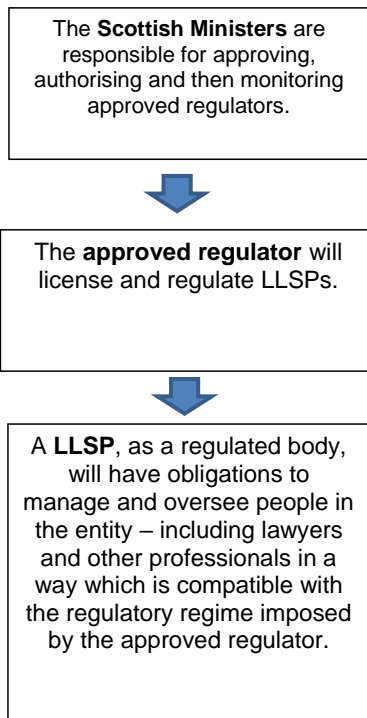 The Scottish Ministers are
responsible for approving,
authorising and then monitoring
approved regulators.
The approved regulator will
license and regulate LLSPs.
A LLSP, as a regulated body,
will have obligations to
manage and oversee people in
the entity – including lawyers
and other professionals in a
way which is compatible with
the regulatory regime imposed
by the approved regulator.